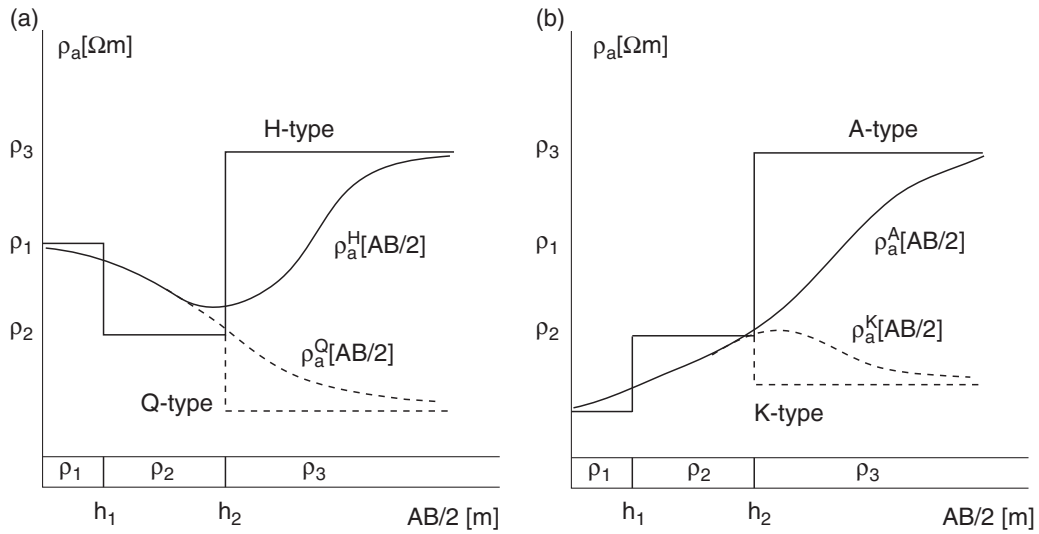 (a)
ρa[Ωm]
H-type
ρ3
ρ1
ρaH[AB/2]
ρ2
ρaQ[AB/2]
Q-type
ρ1 ρ2 ρ3
h1 h2 AB/2 [m]
(b)
ρa[Ωm]
A-type
ρ3
ρ1
ρaA[AB/2]
ρ2
ρaK[AB/2]
K-type
ρ1 ρ2 ρ3
h1 h2 AB/2 [m]